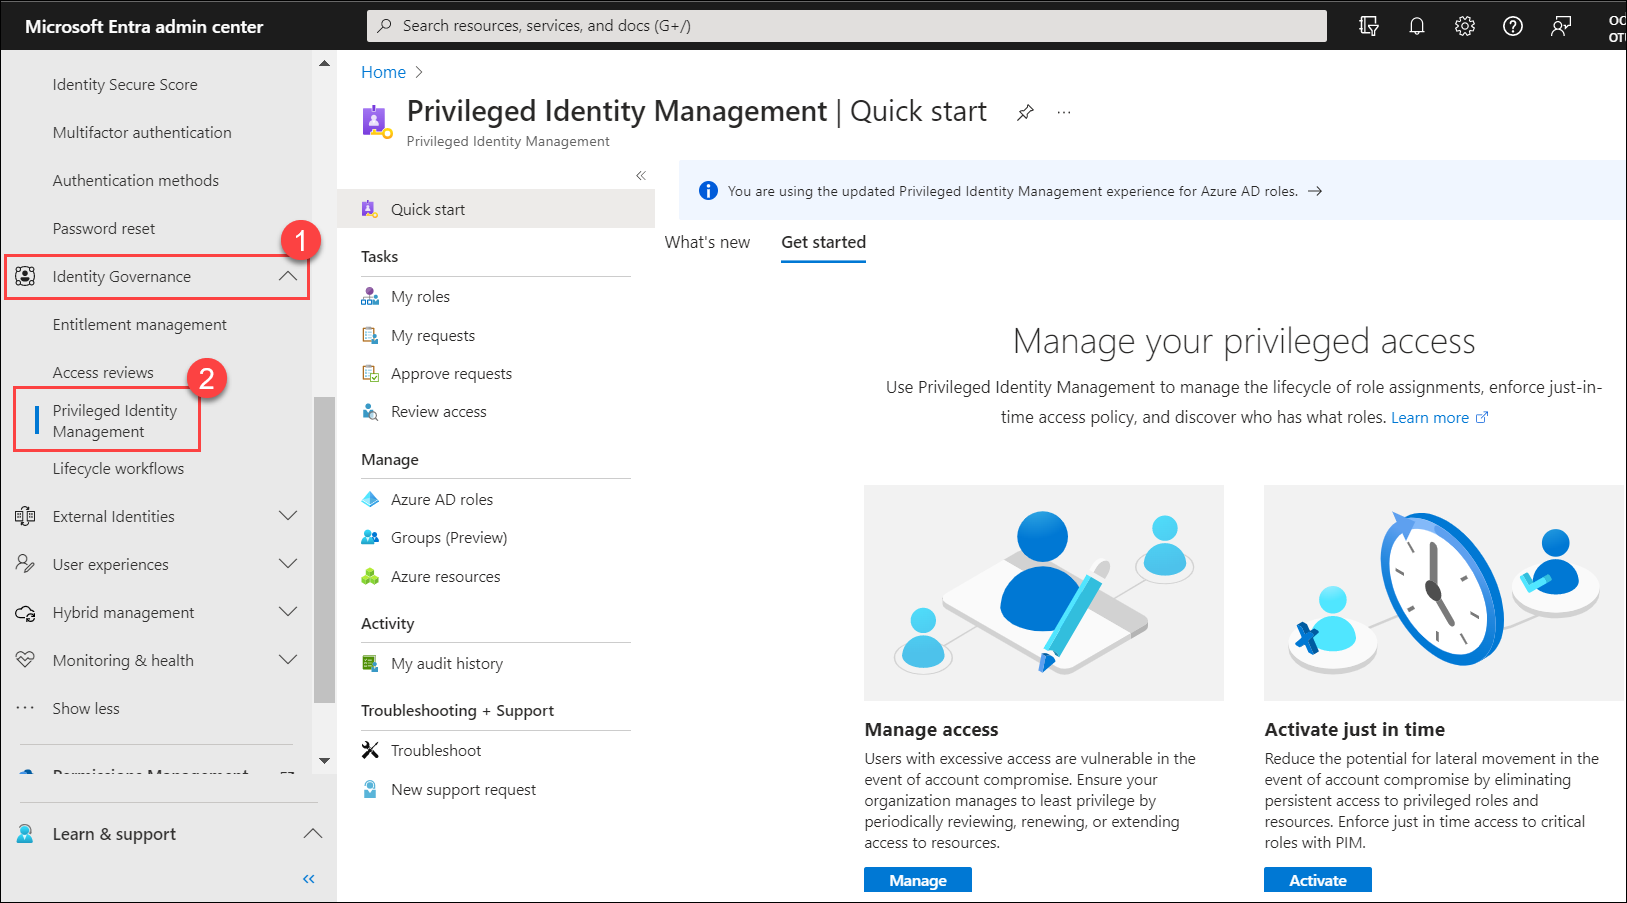 Microsoft Entra admin center
Search resources, services, and docs (G+/)
Identity Secure Score
Multifactor authentication
Authentication methods
Password reset
1
Identity Governance
Entitlement management
Access reviews
2
Privileged Identity
Management
Lifecycle workflows
External Identities
User experiences
Hybrid management
Monitoring & health
Show less
Permissions Management
Learn & support
Home
Privileged Identity Management | Quick start
Privileged Identity Management
Quick start
Tasks
My roles
My requests
Approve requests
Review access
Manage
Azure AD roles
Groups (Preview)
Azure resources
Activity
My audit history
Troubleshooting + Support
Troubleshoot
New support request
You are using the updated Privileged Identity Management experience for Azure AD roles.
What's new
Get started
Manage your privileged access
Use Privileged Identity Management to manage the lifecycle of role assignments, enforce just-in-
time access policy, and discover who has what roles. Learn more
Manage access
Users with excessive access are vulnerable in the
event of account compromise. Ensure your
organization manages to least privilege by
periodically reviewing, renewing, or extending
access to resources.
Manage
Activate just in time
Reduce the potential for lateral movement in the
event of account compromise by eliminating
persistent access to privileged roles and
resources. Enforce just in time access to critical
roles with PIM.
Activate